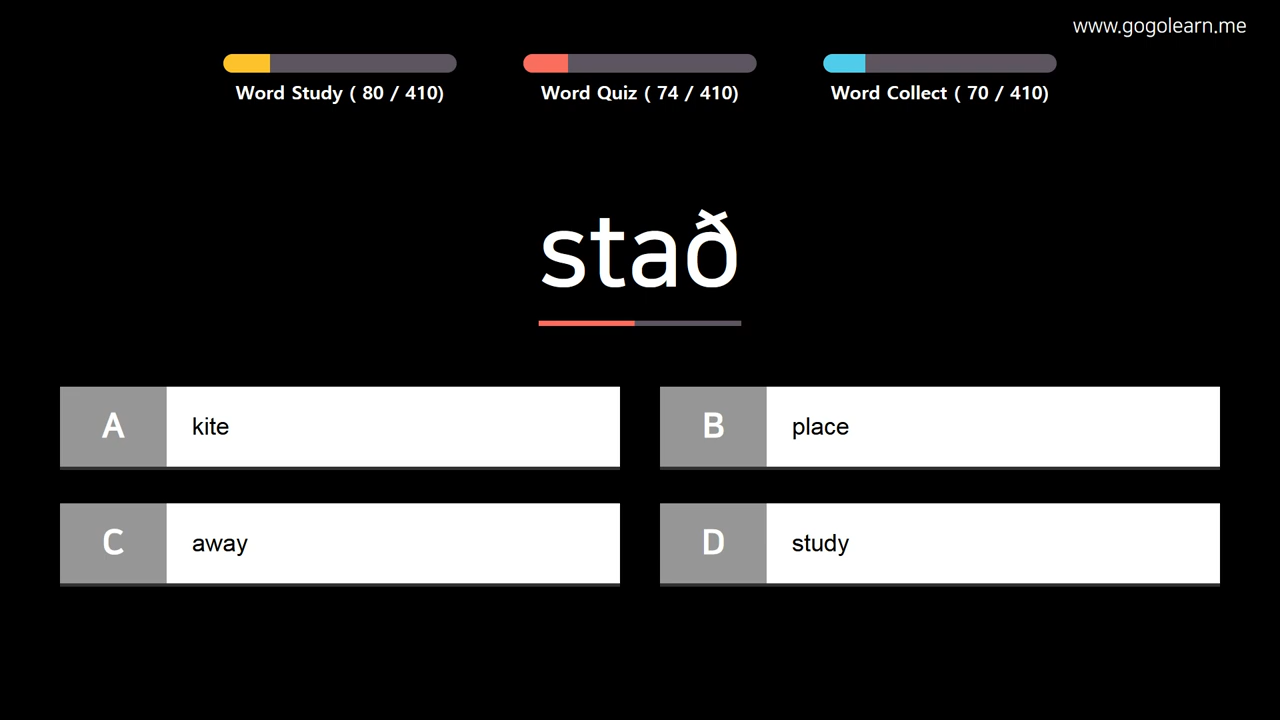 www.gogolearn.me
Word Study ( 80 / 410)
Word Quiz ( 74 / 410)
Word Collect ( 70 / 410)
stað
A kite
B place
C away
D study